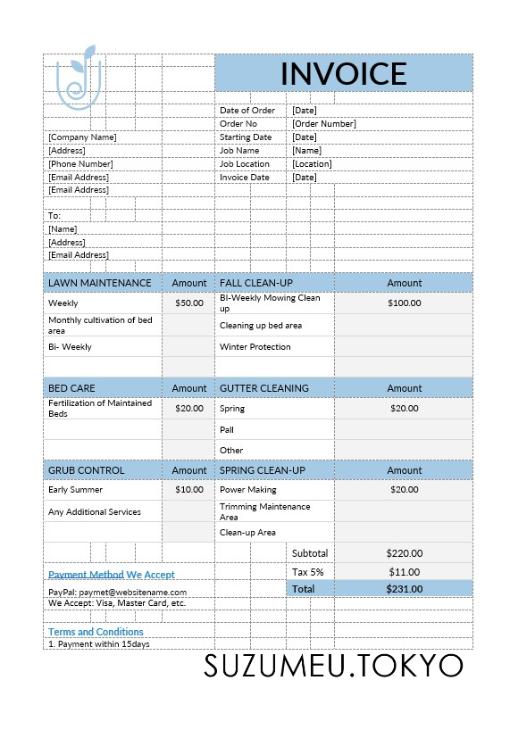 INVOICE
Date of Order [Date]
Order No [Order Number]
[Company Name] Starting Date [Date]
[Address] Job Name [Name]
[Phone Number] Job Location [Location]
[Email Address] Invoice Date [Date]
[Email Address]
To:
[Name]
[Address]
[Email Address]
LAWN MAINTENANCE Amount FALL CLEAN-UP Amount
Weekly $50.00 BI-Weekly Mowing Clean up $100.00
Monthly cultivation of bed area Cleaning up bed area
Bi- Weekly Winter Protection
BED CARE Amount GUTTER CLEANING Amount
Fertilization of Maintained Beds $20.00 Spring $20.00
Pall
Other
GRUB CONTROL Amount SPRING CLEAN-UP Amount
Early Summer $10.00 Power Making $20.00
Any Additional Services Trimming Maintenance Area
Clean-up Area
Subtotal $220.00
Payment Method We Accept Tax 5% $11.00
PayPal: paymet@websitename.com Total $231.00
We Accept: Visa, Master Card, etc.
Terms and Conditions
1. Payment within 15days
SUZUMEU.TOKYO